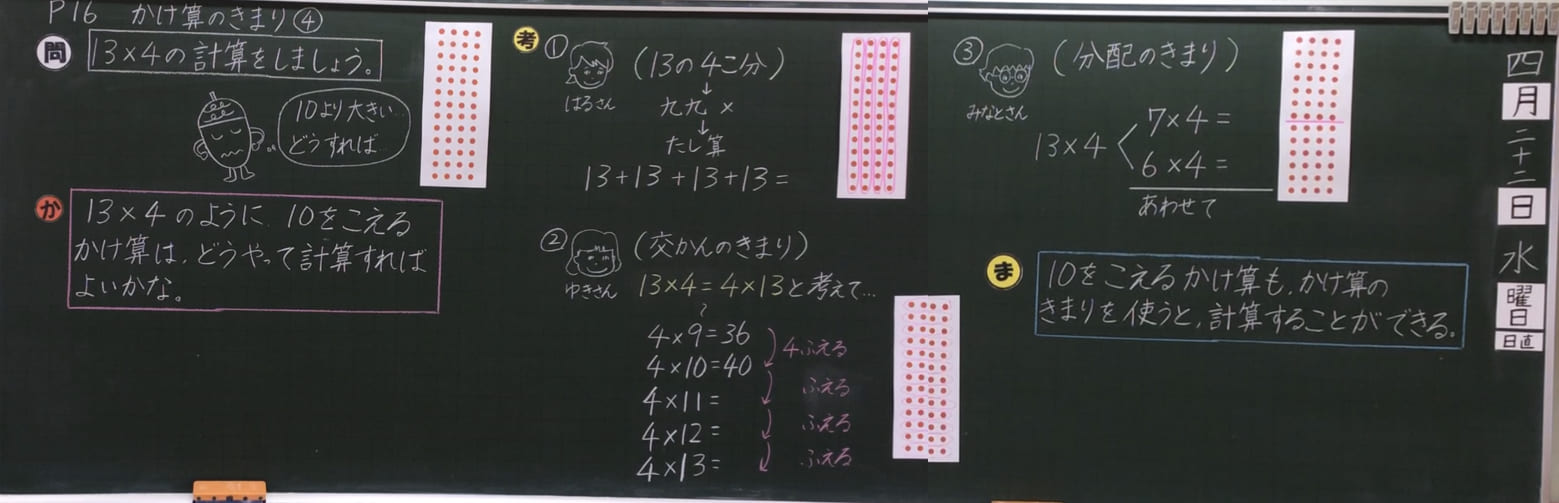 P16 かけ算のきまり④
問
13×4の計算をしましょう。
10より大きい…
どうすれば…
か
13×4のように、10をこえる
かけ算は、どうやって計算すれば
よいかな。
考
①
はるさん
(13の4こ分)
↓
九九 ×
↓
たし算
13+13+13+13=
②
ゆきさん
(交かんのきまり)
13×4=4×13と考えて…
?
4×9=36
4×10=40
4×11=
4×12=
4×13=
4ふえる
ふえる
ふえる
ふえる
③
みなとさん
(分配のきまり)
13×4
7×4=
6×4=
あわせて
ま
10をこえるかけ算も、かけ算の
きまりを使うと、計算することができる。
四
月
二十二
日
水
曜日
日直